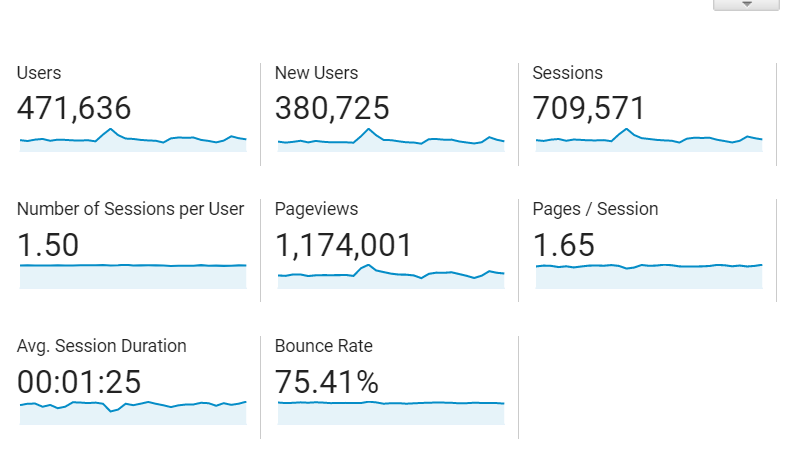 Users
471,636
New Users
380,725
Sessions
709,571
Number of Sessions per User
1.50
Pageviews
1,174,001
Pages / Session
1.65
Avg. Session Duration
00:01:25
Bounce Rate
75.41%